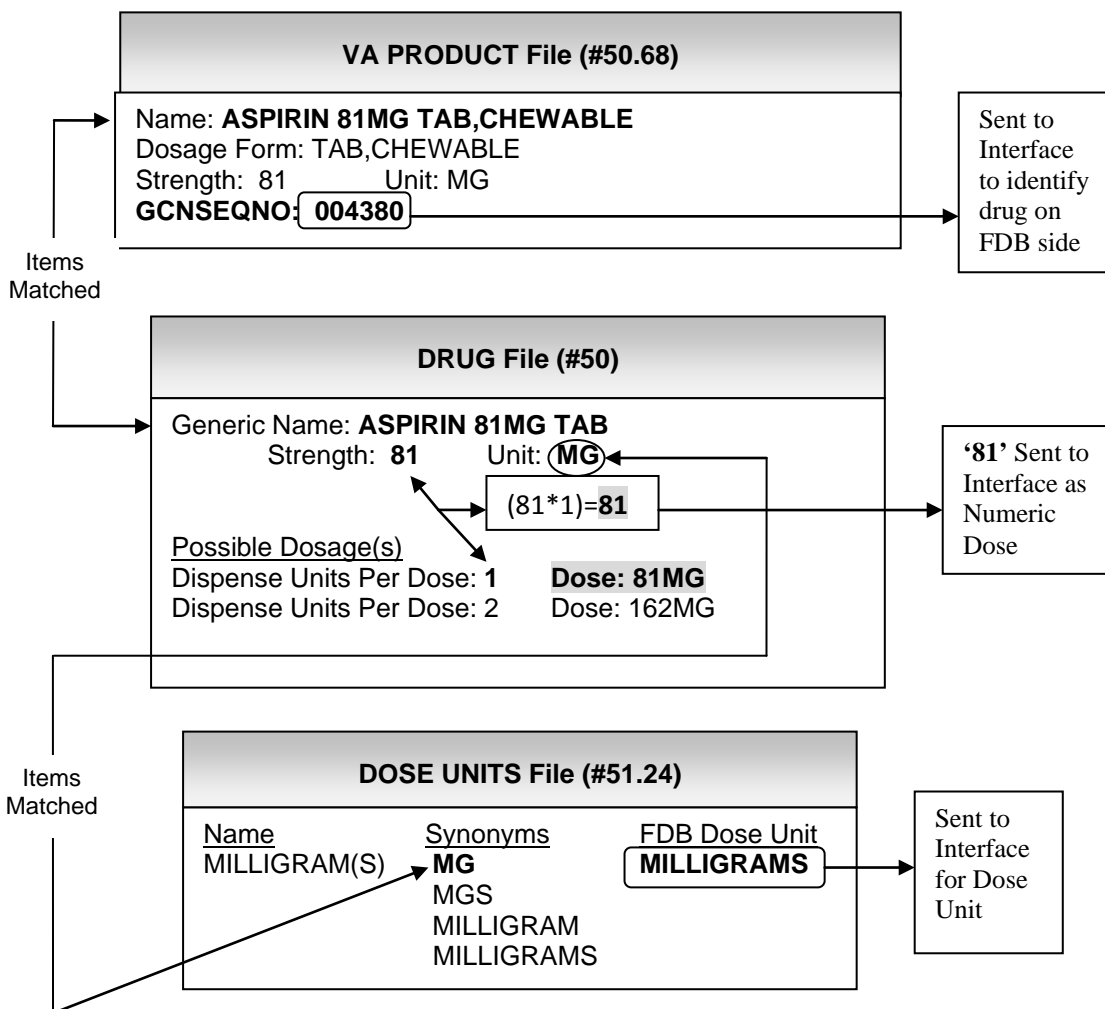 VA PRODUCT File (#50.68)
Name: ASPIRIN 81MG TAB,CHEWABLE
Dosage Form: TAB,CHEWABLE
Strength: 81 Unit: MG
GCNSEQNO: 004380
Sent to
Interface
to identify
drug on
FDB side
Items
Matched
DRUG File (#50)
Generic Name: ASPIRIN 81MG TAB
Strength: 81 Unit: MG
(81*1)=81
Possible Dosage(s)
Dispense Units Per Dose: 1 Dose: 81MG
Dispense Units Per Dose: 2 Dose: 162MG
‘81’ Sent to
Interface as
Numeric
Dose
Items
Matched
DOSE UNITS File (#51.24)
Name Synonyms FDB Dose Unit
MILLIGRAM(S) MG MILLIGRAMS
MGS
MILLIGRAM
MILLIGRAMS
Sent to
Interface
for Dose
Unit